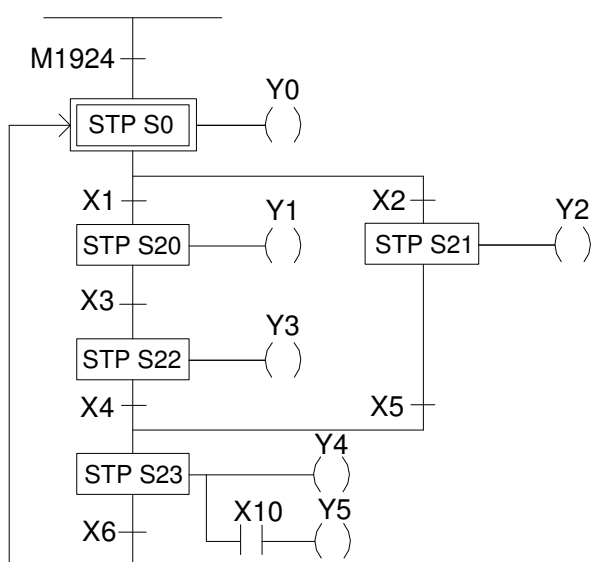 M1924
Y0
STP S0
X1
X2
Y1
Y2
STP S20
STP S21
X3
Y3
STP S22
X4
X5
Y4
STP S23
X10
Y5
X6